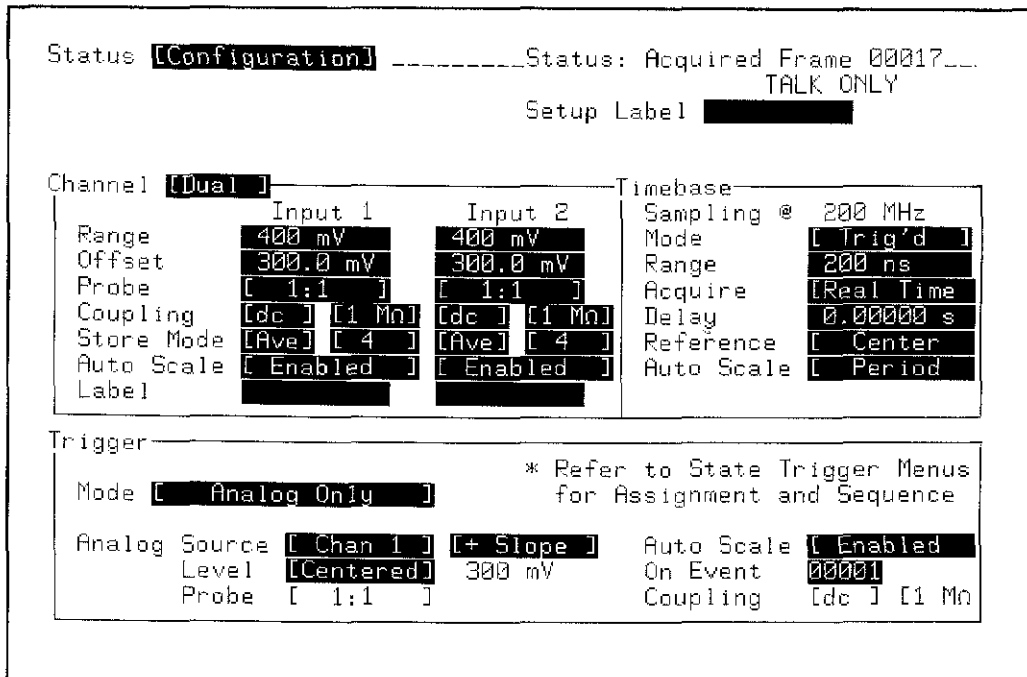 Status [Configuration] _________Status: Acquired Frame 00017___
TALK ONLY
Setup Label
Channel [Dual ]
Input 1 Input 2
Range 400 mV 400 mV
Offset 300.0 mV 300.0 mV
Probe [ 1:1 ] [ 1:1 ]
Coupling [dc ] [1 MΩ] [dc ] [1 MΩ]
Store Mode [Ave] [ 4 ] [Ave] [ 4 ]
Auto Scale [ Enabled ] [ Enabled ]
Label
Timebase
Sampling @ 200 MHz
Mode [ Trig'd ]
Range 200 ns
Acquire [Real Time
Delay 0.00000 s
Reference [ Center
Auto Scale [ Period
Trigger
* Refer to State Trigger Menus
for Assignment and Sequence
Mode [ Analog Only ]
Analog Source [ Chan 1 ] [+ Slope ]
Level [Centered] 300 mV
Probe [ 1:1 ]
Auto Scale [ Enabled
On Event 00001
Coupling [dc ] [1 MΩ